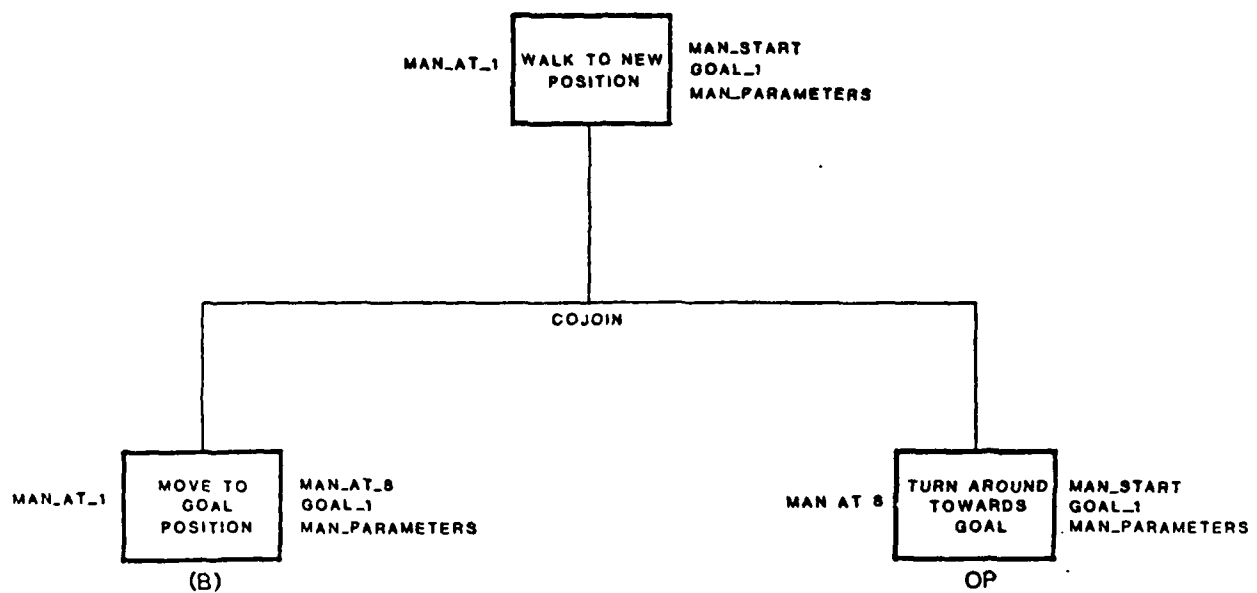 MAN_AT_1
WALK TO NEW
POSITION
MAN_START
GOAL_1
MAN_PARAMETERS
COJOIN
MAN_AT_1
MOVE TO
GOAL
POSITION
MAN_AT_8
GOAL_1
MAN_PARAMETERS
(B)
MAN AT 8
TURN AROUND
TOWARDS
GOAL
MAN_START
GOAL_1
MAN_PARAMETERS
OP